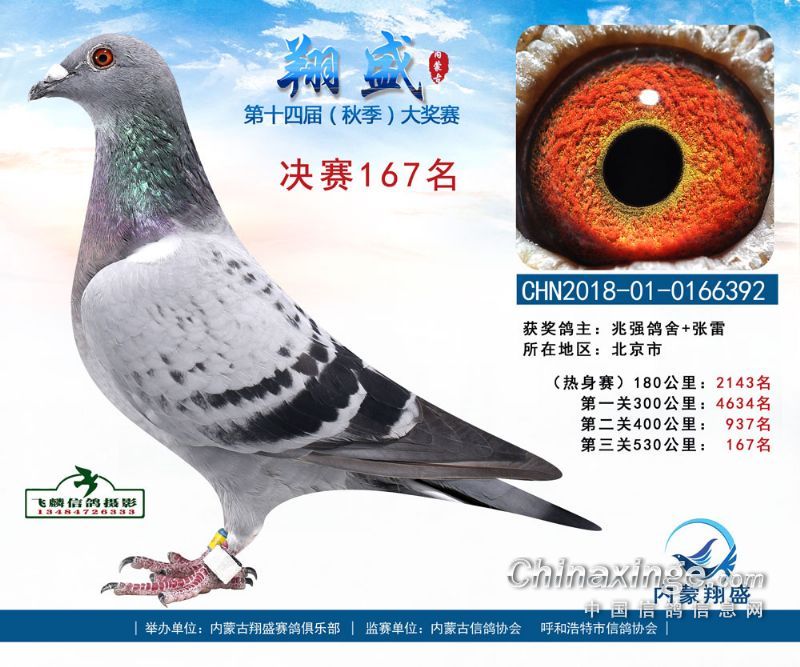 翔盛
内蒙古
第十四届（秋季）大奖赛
决赛167名
CHN2018-01-0166392
获奖鸽主：兆强鸽舍+张雷
所在地区：北京市
（热身赛）180公里：2143名
第一关300公里：4634名
第二关400公里：937名
第三关530公里：167名
飞麟信鸽摄影
13484726333
Chinaxinge.com
内蒙翔盛
中国信鸽信息网
| 举办单位：内蒙古翔盛赛鸽俱乐部 | 监赛单位：内蒙古信鸽协会 呼和浩特市信鸽协会 |